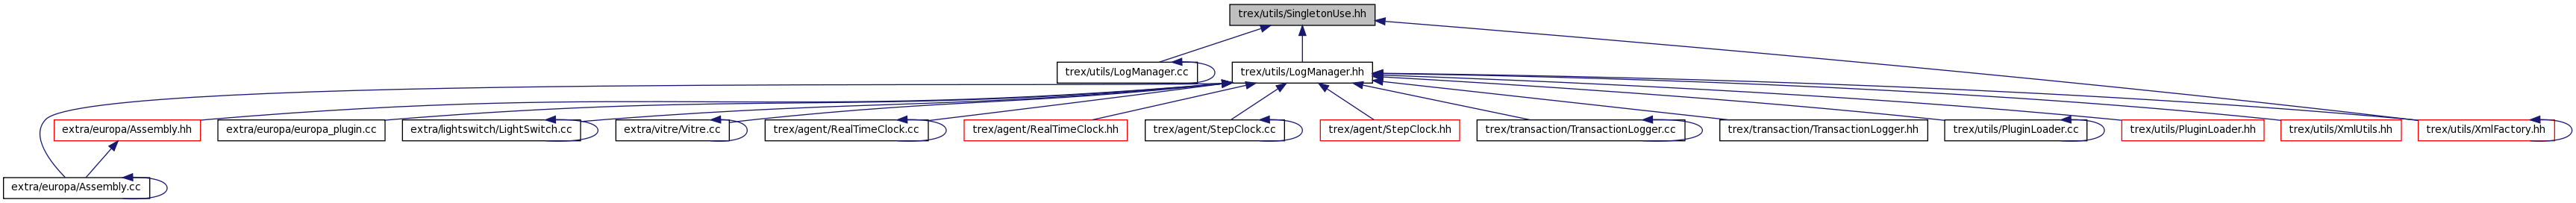 trex/utils/SingletonUse.hh
trex/utils/LogManager.cc
trex/utils/LogManager.hh
extra/europa/Assembly.hh
extra/europa/europa_plugin.cc
extra/lightswitch/LightSwitch.cc
extra/vitre/Vitre.cc
trex/agent/RealTimeClock.cc
trex/agent/RealTimeClock.hh
trex/agent/StepClock.cc
trex/agent/StepClock.hh
trex/transaction/TransactionLogger.cc
trex/transaction/TransactionLogger.hh
trex/utils/PluginLoader.cc
trex/utils/PluginLoader.hh
trex/utils/XmlUtils.hh
trex/utils/XmlFactory.hh
extra/europa/Assembly.cc